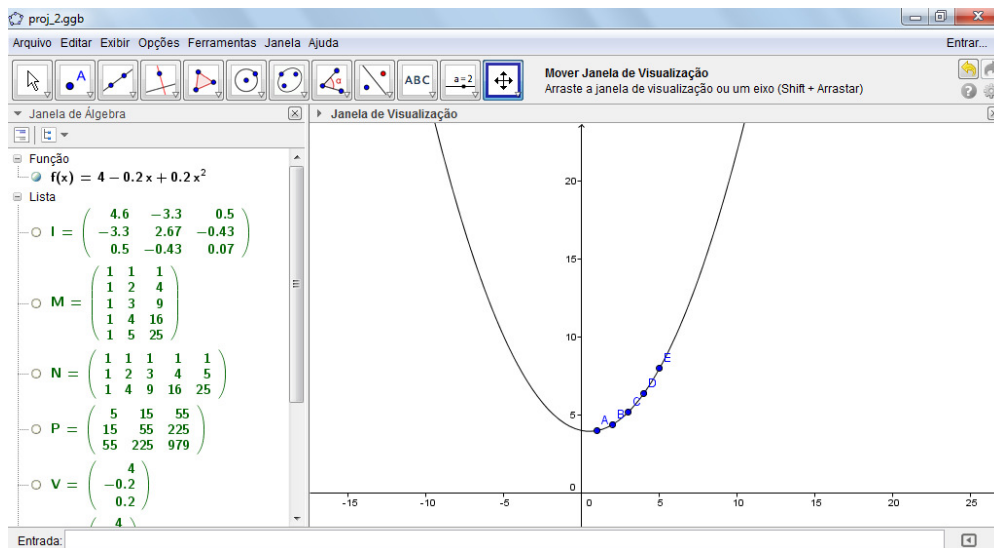 proj_2.ggb
Arquivo Editar Exibir Opções Ferramentas Janela Ajuda Entrar...
A α ABC a=2
Mover Janela de Visualização
Arraste a janela de visualização ou um eixo (Shift + Arrastar)
Janela de Álgebra
Janela de Visualização
Função
f(x) = 4 − 0.2 x + 0.2 x²
Lista
4.6 −3.3 0.5
I = −3.3 2.67 −0.43
0.5 −0.43 0.07
1 1 1
1 2 4
M = 1 3 9
1 4 16
1 5 25
1 1 1 1 1
N = 1 2 3 4 5
1 4 9 16 25
5 15 55
P = 15 55 225
55 225 979
4
V = −0.2
0.2
4
20
15
10
5
0
-15 -10 -5 0 5 10 15 20 25
A B C D E
Entrada: